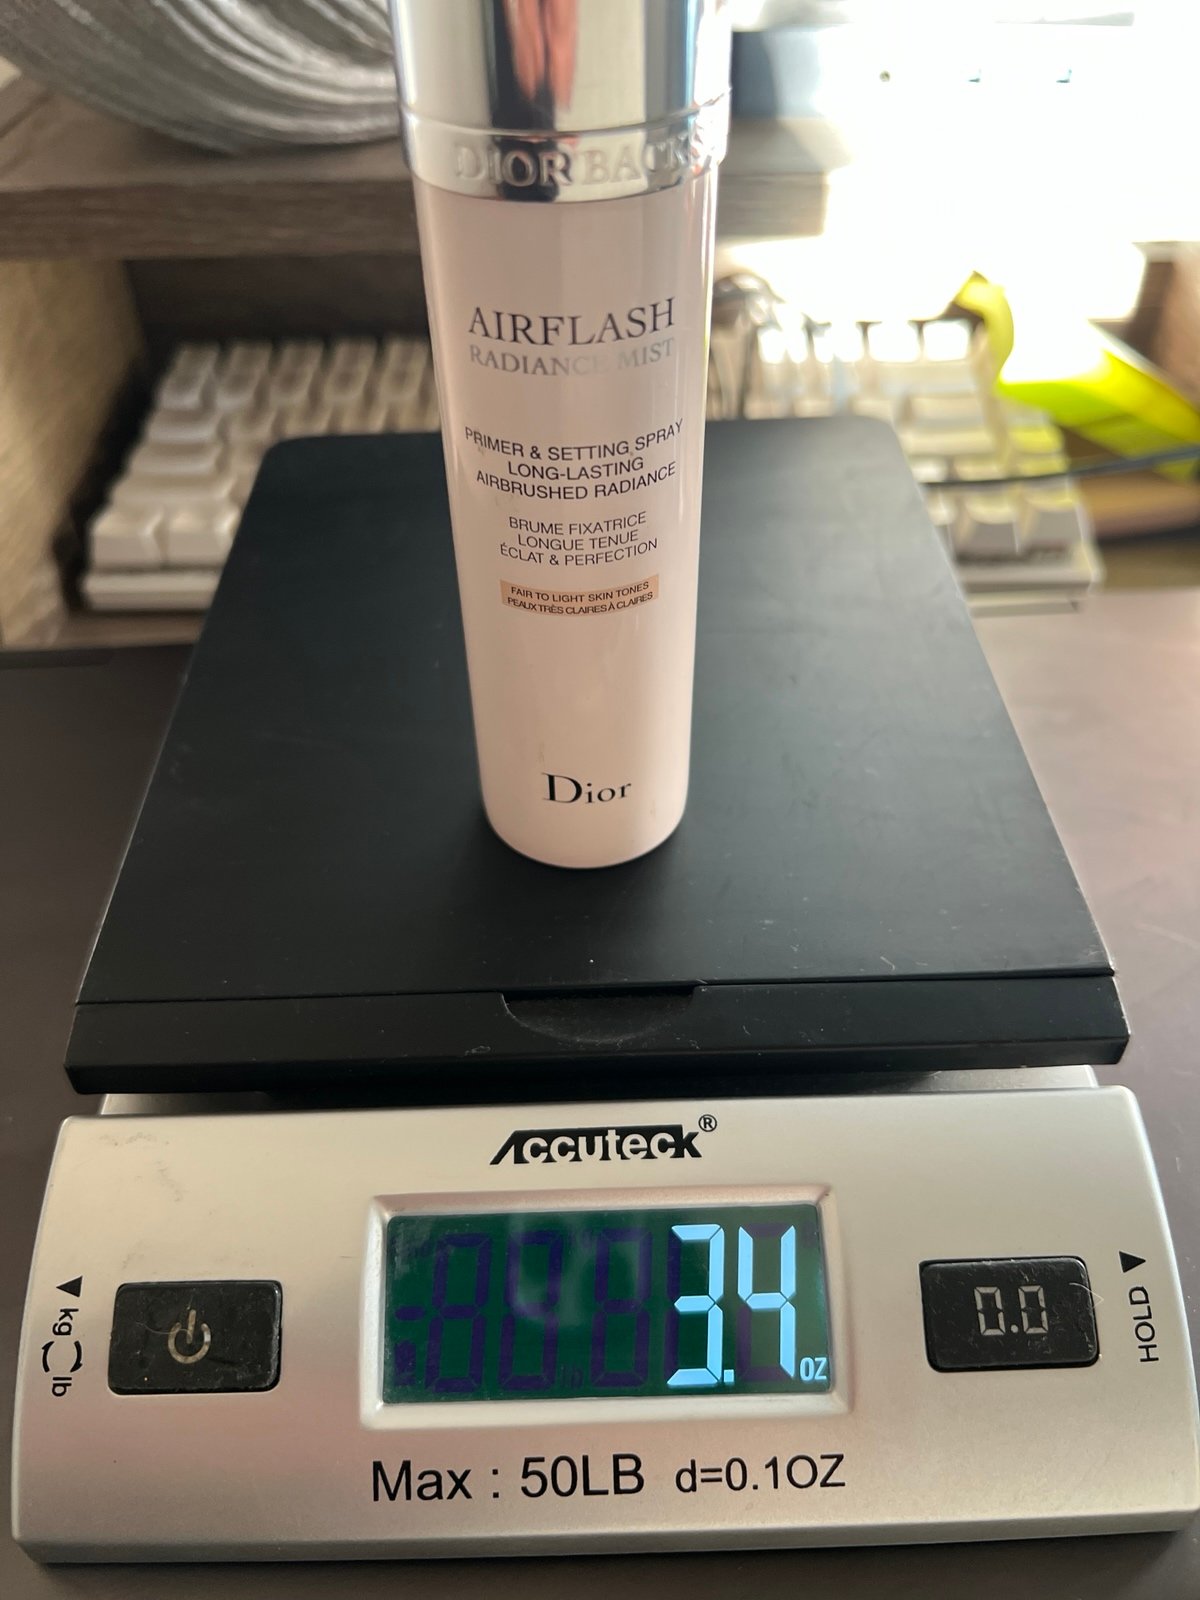 DIOR BACKS
AIRFLASH
RADIANCE MIST
PRIMER & SETTING SPRAY
LONG-LASTING
AIRBRUSHED RADIANCE
BRUME FIXATRICE
LONGUE TENUE
ÉCLAT & PERFECTION
FAIR TO LIGHT SKIN TONES
PEAUX TRÈS CLAIRES À CLAIRES
Dior
Accuteck®
kg lb
3.4 oz
0.0
HOLD
Max : 50LB d=0.1OZ